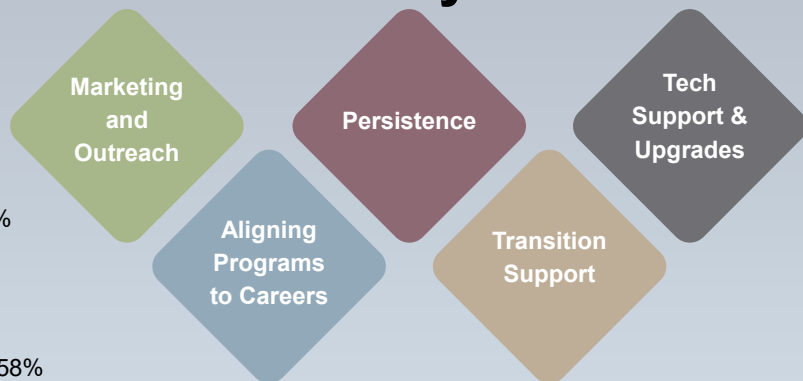 Marketing
and
Outreach
Persistence
Tech
Support &
Upgrades
%
Aligning
Programs
to Careers
Transition
Support
58%